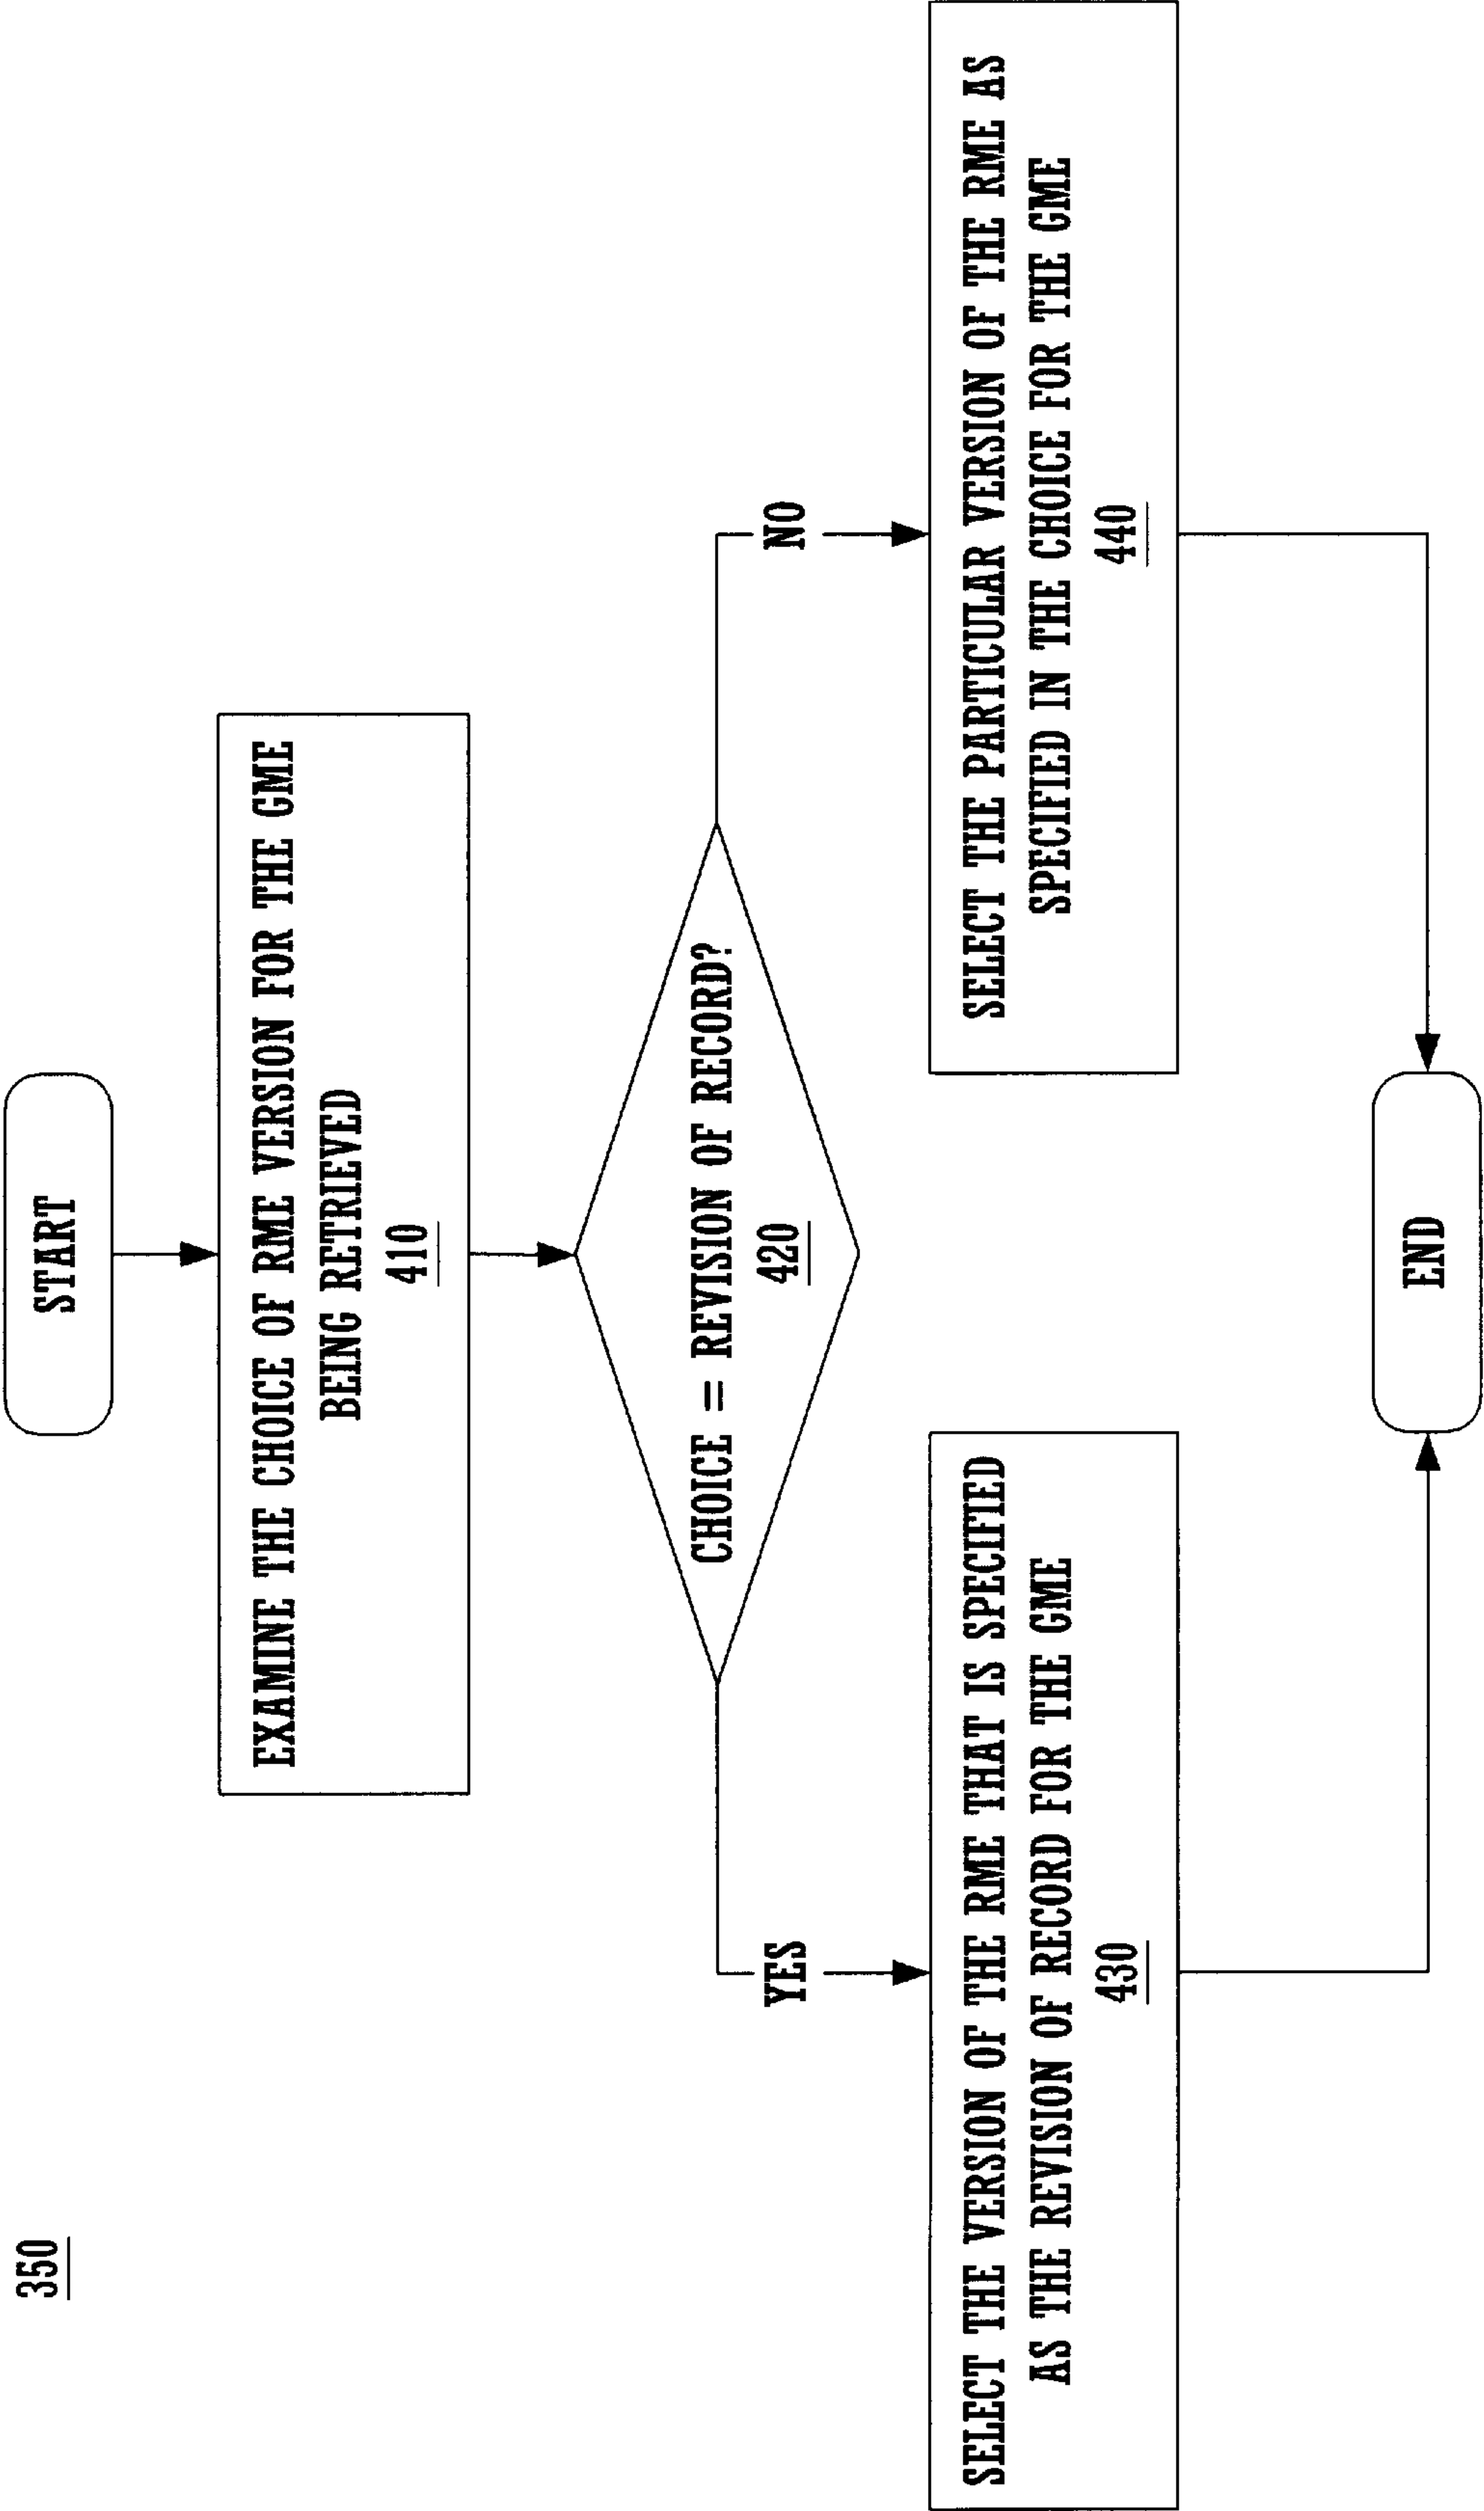 350
START
EXAMINE THE CHOICE OF RME VERSION FOR THE GME
BEING RETRIEVED
410
CHOICE = REVISION OF RECORD?
420
YES
NO
SELECT THE VERSION OF THE RME THAT IS SPECIFIED
AS THE REVISION OF RECORD FOR THE GME
430
SELECT THE PARTICULAR VERSION OF THE RME AS
SPECIFIED IN THE CHOICE FOR THE GME
440
END